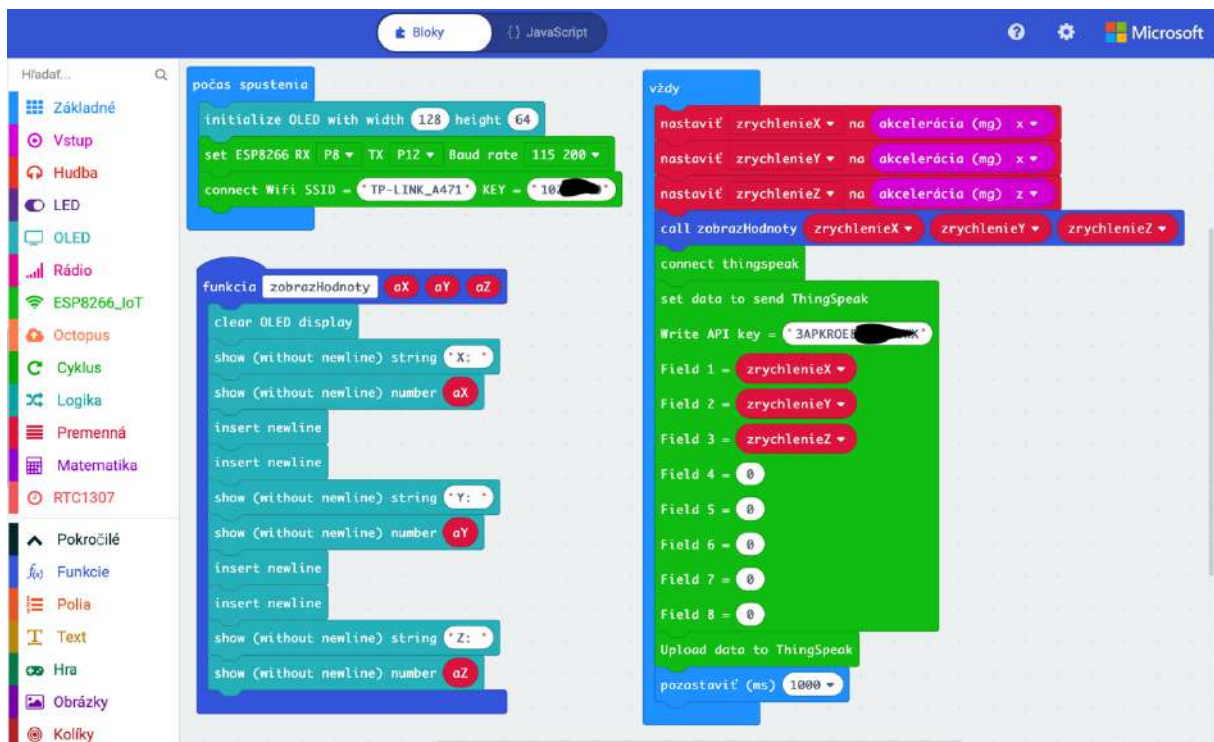 Bloky
{} JavaScript
Microsoft
Hľadať...
Základné
Vstup
Hudba
LED
OLED
Rádio
ESP8266_IoT
Octopus
Cyklus
Logika
Premenná
Matematika
RTC1307
Pokročilé
f(x) Funkcie
Polia
Text
Hra
Obrázky
Kolíky
počas spustenia
initialize OLED with width 128 height 64
set ESP8266 RX P8 TX P12 Baud rate 115 200
connect Wifi SSID = "TP-LINK_A471" KEY = "
funkcia zobrazHodnoty aX aY aZ
clear OLED display
show (without newline) string "X: "
show (without newline) number aX
insert newline
insert newline
show (without newline) string "Y: "
show (without newline) number aY
insert newline
insert newline
show (without newline) string "Z: "
show (without newline) number aZ
vždy
nastaviť zrychlenieX na akcelerácia (mg) x
nastaviť zrychlenieY na akcelerácia (mg) x
nastaviť zrychlenieZ na akcelerácia (mg) z
call zobrazHodnoty zrychlenieX zrychlenieY zrychlenieZ
connect thingspeak
set data to send ThingSpeak
Write API key = "
Field 1 = zrychlenieX
Field 2 = zrychlenieY
Field 3 = zrychlenieZ
Field 4 = 0
Field 5 = 0
Field 6 = 0
Field 7 = 0
Field 8 = 0
Upload data to ThingSpeak
pozastaviť (ms) 1000